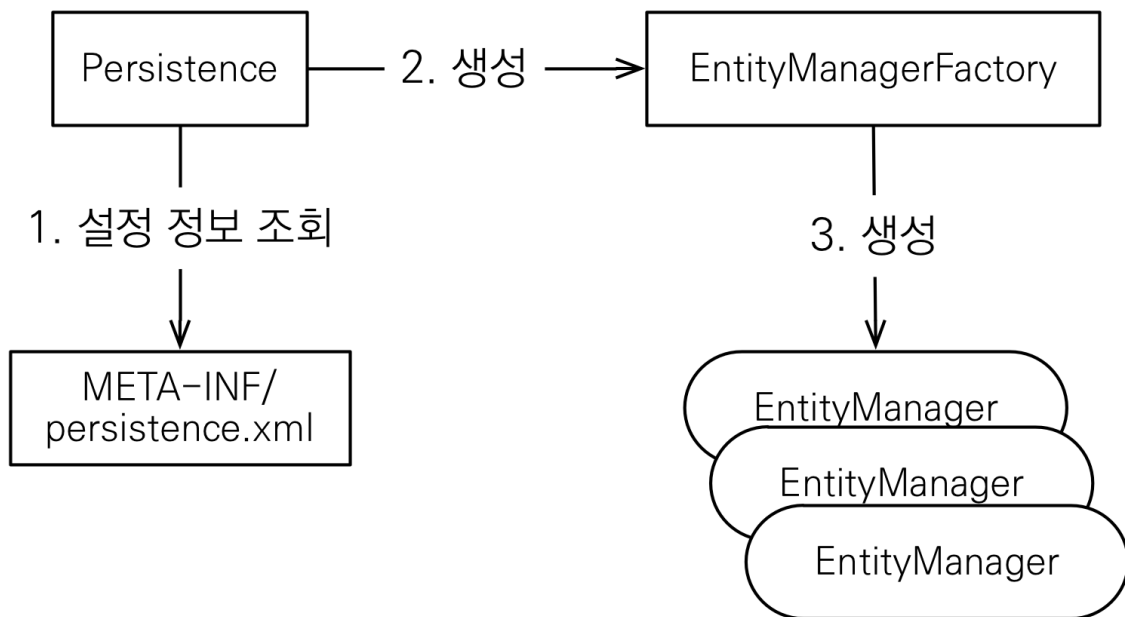 Persistence
2. 생성
EntityManagerFactory
1. 설정 정보 조회
3. 생성
META-INF/
persistence.xml
EntityManager
EntityManager
EntityManager